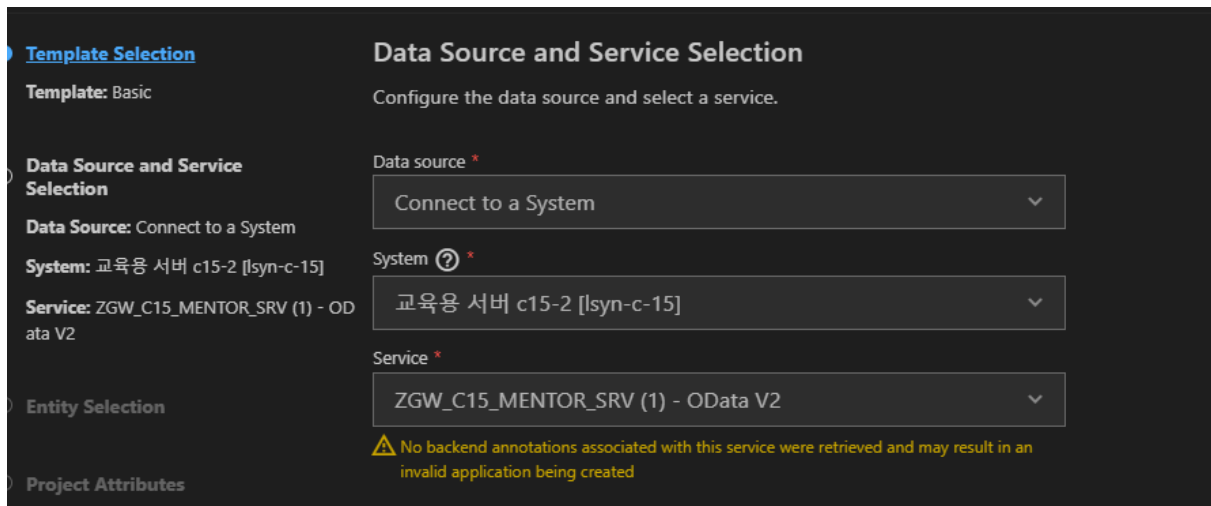 Template Selection
Template: Basic
Data Source and Service
Selection
Data Source: Connect to a System
System: 교육용 서버 c15-2 [lsyn-c-15]
Service: ZGW_C15_MENTOR_SRV (1) - OD
ata V2
Entity Selection
Project Attributes
Data Source and Service Selection
Configure the data source and select a service.
Data source *
Connect to a System
System ? *
교육용 서버 c15-2 [lsyn-c-15]
Service *
ZGW_C15_MENTOR_SRV (1) - OData V2
No backend annotations associated with this service were retrieved and may result in an
invalid application being created